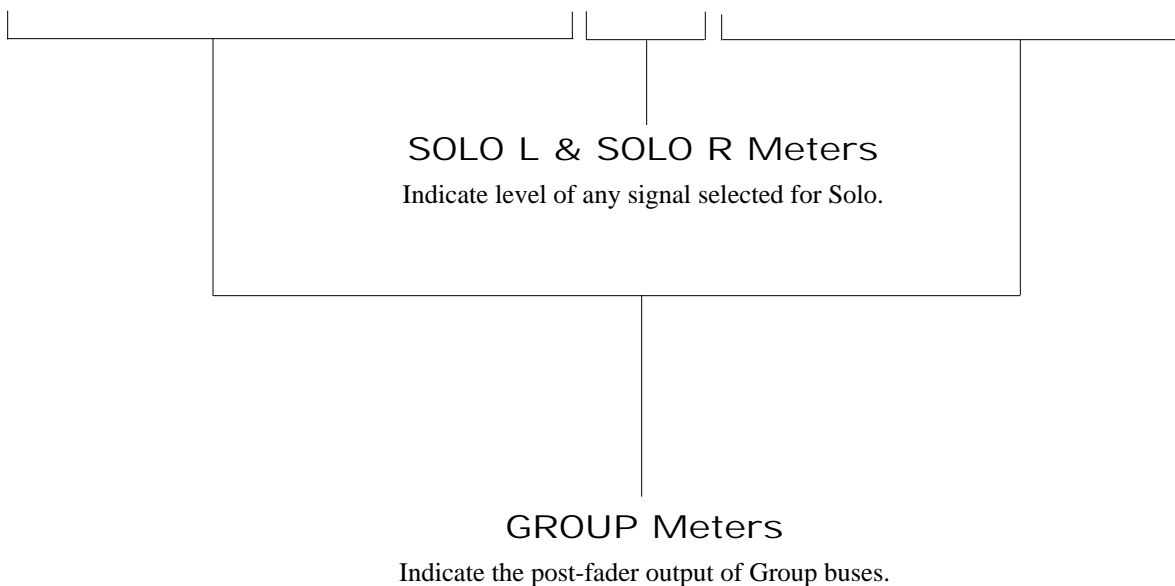 SOLO L & SOLO R Meters
Indicate level of any signal selected for Solo.
GROUP Meters
Indicate the post-fader output of Group buses.